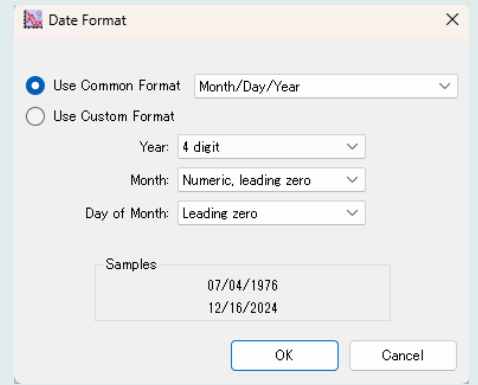 Date Format
Use Common Format Month/Day/Year
Use Custom Format
Year: 4 digit
Month: Numeric, leading zero
Day of Month: Leading zero
Samples
07/04/1976
12/16/2024
OK Cancel